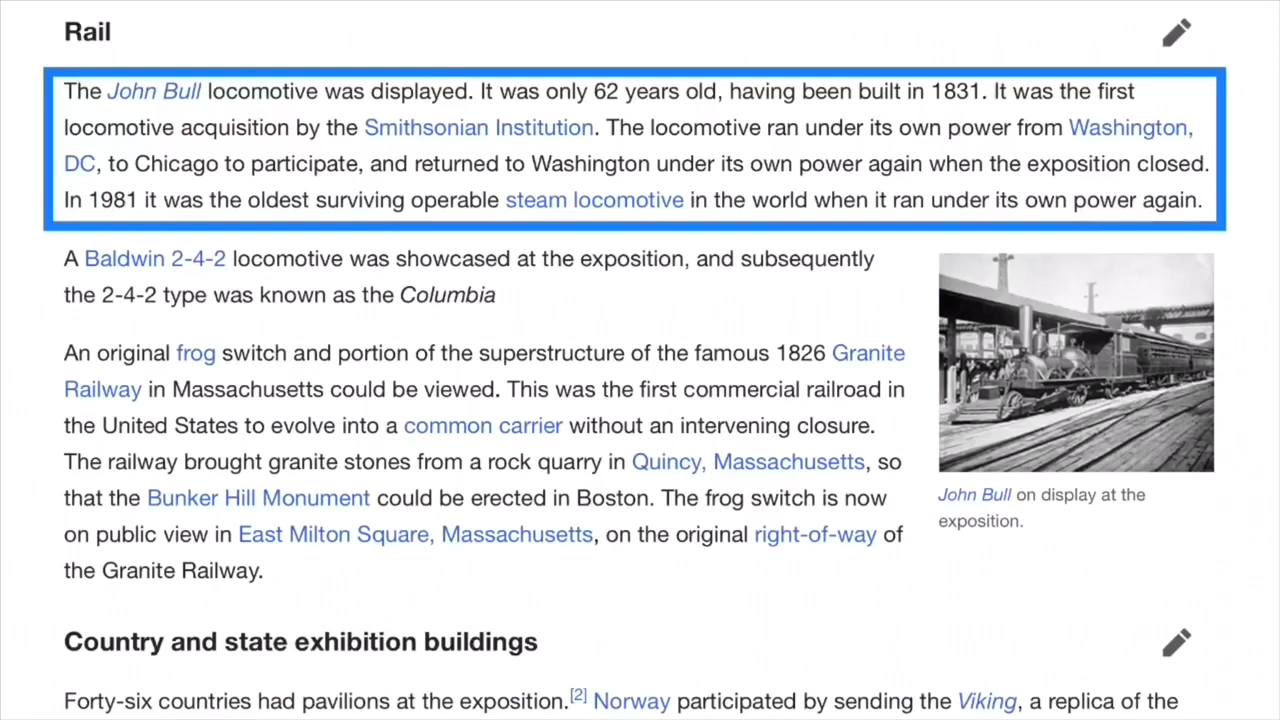 Rail
The John Bull locomotive was displayed. It was only 62 years old, having been built in 1831. It was the first
locomotive acquisition by the Smithsonian Institution. The locomotive ran under its own power from Washington,
DC, to Chicago to participate, and returned to Washington under its own power again when the exposition closed.
In 1981 it was the oldest surviving operable steam locomotive in the world when it ran under its own power again.
A Baldwin 2-4-2 locomotive was showcased at the exposition, and subsequently
the 2-4-2 type was known as the Columbia
An original frog switch and portion of the superstructure of the famous 1826 Granite
Railway in Massachusetts could be viewed. This was the first commercial railroad in
the United States to evolve into a common carrier without an intervening closure.
The railway brought granite stones from a rock quarry in Quincy, Massachusetts, so
that the Bunker Hill Monument could be erected in Boston. The frog switch is now
on public view in East Milton Square, Massachusetts, on the original right-of-way of
the Granite Railway.
John Bull on display at the
exposition.
Country and state exhibition buildings
Forty-six countries had pavilions at the exposition.[2] Norway participated by sending the Viking, a replica of the